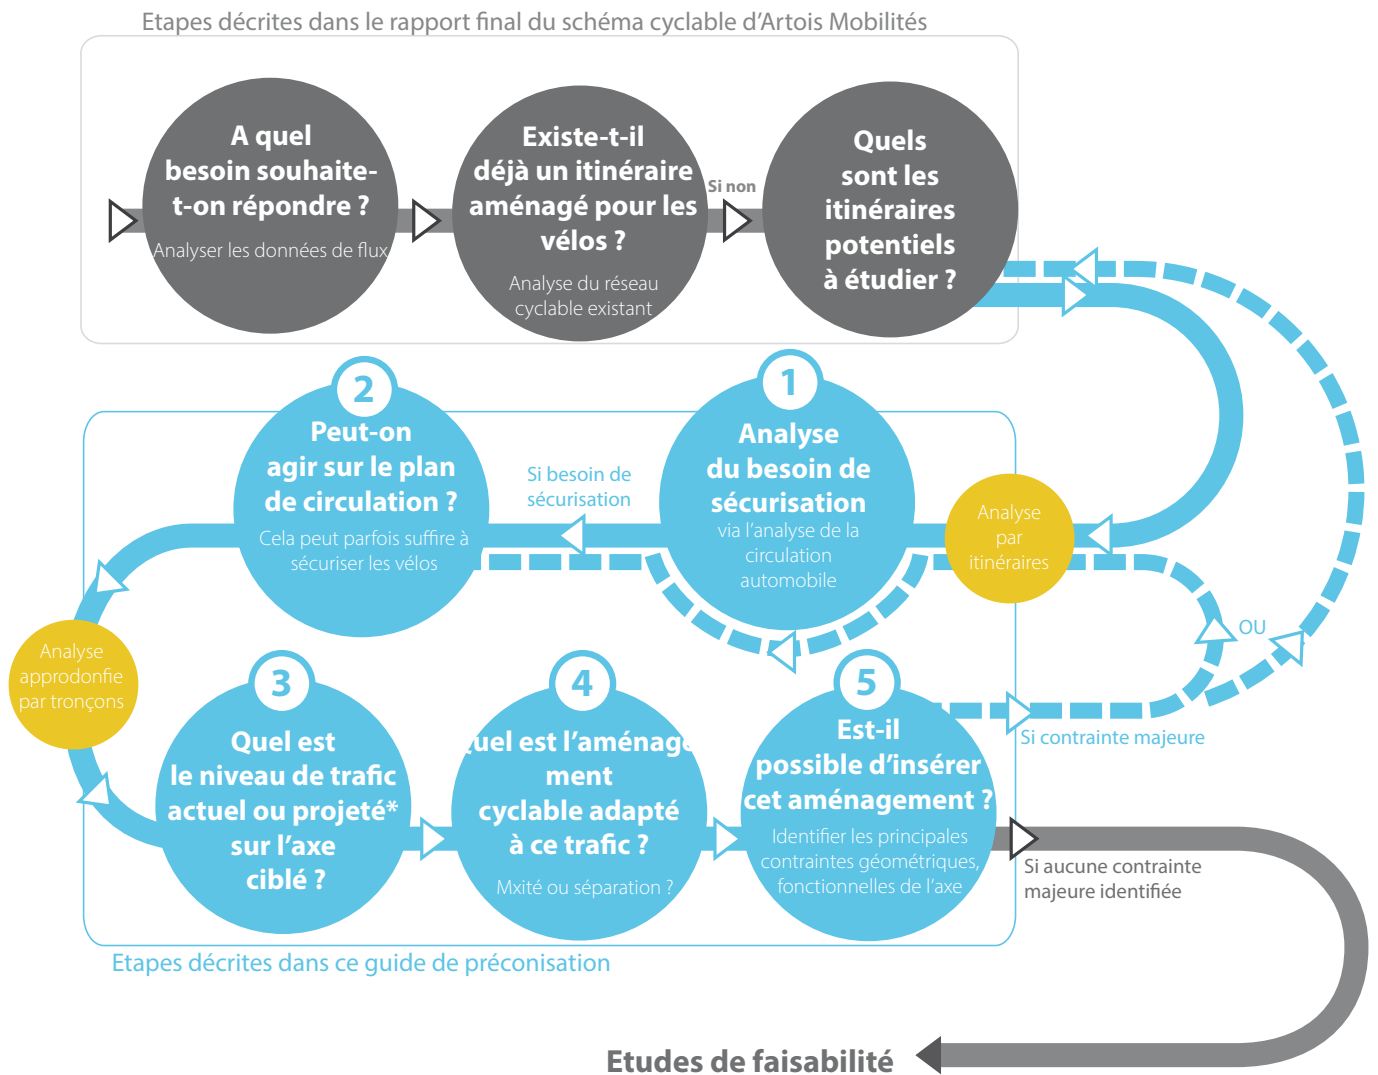 Etapes décrites dans le rapport final du schéma cyclable d'Artois Mobilités
A quel
besoin souhaite-
t-on répondre ?
Analyser les données de flux
Existe-t-il
déjà un itinéraire
aménagé pour les
vélos ?
Analyse du réseau
cyclable existant
Si non
Quels
sont les
itinéraires
potentiels
à étudier ?
1
Analyse
du besoin de
sécurisation
via l'analyse de la
circulation
automobile
Analyse
par
itinéraires
Si besoin de
sécurisation
2
Peut-on
agir sur le plan
de circulation ?
Cela peut parfois suffire à
sécuriser les vélos
Analyse
approdonfie
par tronçons
3
Quel est
le niveau de trafic
actuel ou projeté*
sur l'axe
ciblé ?
4
uel est l'aménage
ment
cyclable adapté
à ce trafic ?
Mxité ou séparation ?
5
Est-il
possible d'insérer
cet aménagement ?
Identifier les principales
contraintes géométriques,
fonctionnelles de l'axe
OU
Si contrainte majeure
Si aucune contrainte
majeure identifiée
Etapes décrites dans ce guide de préconisation
Etudes de faisabilité